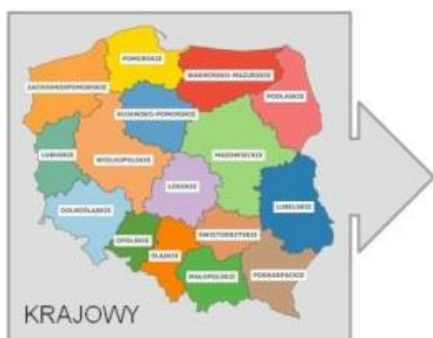 POMORSKIE
WARMIŃSKO-MAZURSKIE
ZACHODNIOPOMORSKIE
PODLASKIE
KUJAWSKO-POMORSKIE
MAZOWIECKIE
LUBUSKIE
WIELKOPOLSKIE
ŁÓDZKIE
LUBELSKIE
DOLNOŚLĄSKIE
ŚWIĘTOKRZYSKIE
OPOLSKIE
ŚLĄSKIE
MAŁOPOLSKIE
PODKARPACKIE
KRAJOWY